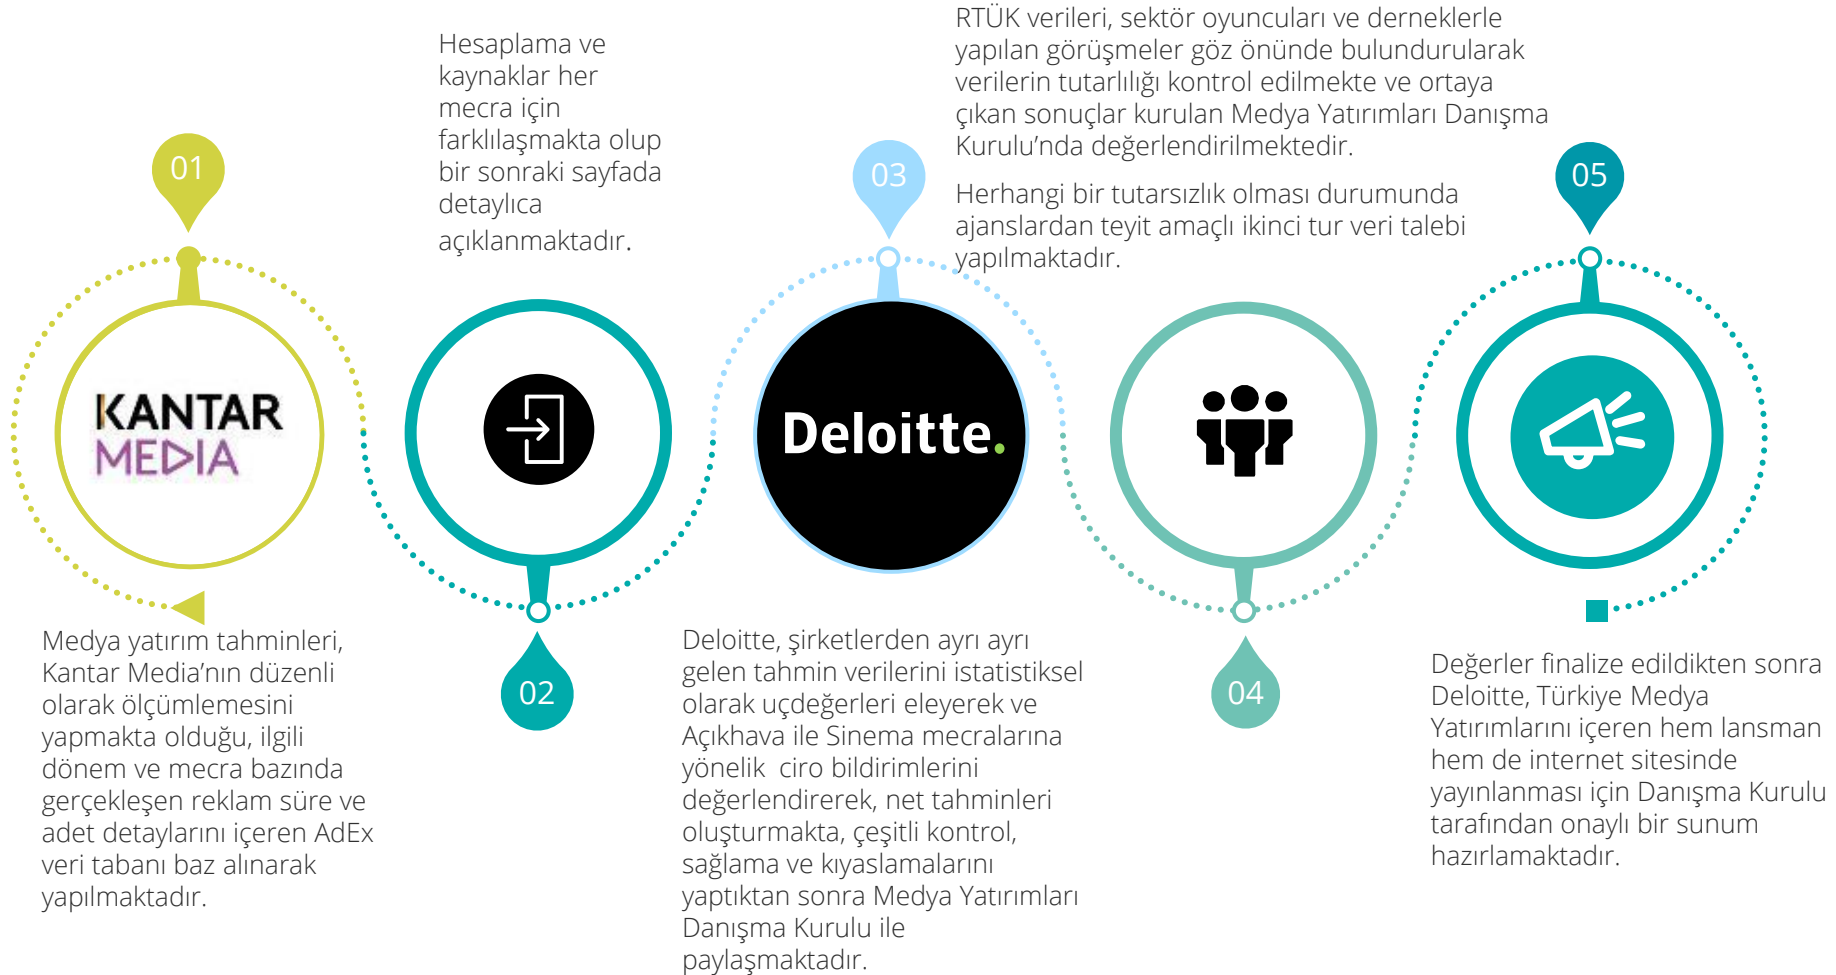 01
KANTAR
MEDIA
Medya yatırım tahminleri,
Kantar Media’nın düzenli
olarak ölçümlemesini
yapmakta olduğu, ilgili
dönem ve mecra bazında
gerçekleşen reklam süre ve
adet detaylarını içeren AdEx
veri tabanı baz alınarak
yapılmaktadır.
Hesaplama ve
kaynaklar her
mecra için
farklılaşmakta olup
bir sonraki sayfada
detaylıca
açıklanmaktadır.
02
03
Deloitte.
Deloitte, şirketlerden ayrı ayrı
gelen tahmin verilerini istatistiksel
olarak uçdeğerleri eleyerek ve
Açıkhava ile Sinema mecralarına
yönelik  ciro bildirimlerini
değerlendirerek, net tahminleri
oluşturmakta, çeşitli kontrol,
sağlama ve kıyaslamalarını
yaptıktan sonra Medya Yatırımları
Danışma Kurulu ile
paylaşmaktadır.
RTÜK verileri, sektör oyuncuları ve derneklerle
yapılan görüşmeler göz önünde bulundurularak
verilerin tutarlılığı kontrol edilmekte ve ortaya
çıkan sonuçlar kurulan Medya Yatırımları Danışma
Kurulu’nda değerlendirilmektedir.
Herhangi bir tutarsızlık olması durumunda
ajanslardan teyit amaçlı ikinci tur veri talebi
yapılmaktadır.
04
05
Değerler finalize edildikten sonra
Deloitte, Türkiye Medya
Yatırımlarını içeren hem lansman
hem de internet sitesinde
yayınlanması için Danışma Kurulu
tarafından onaylı bir sunum
hazırlamaktadır.